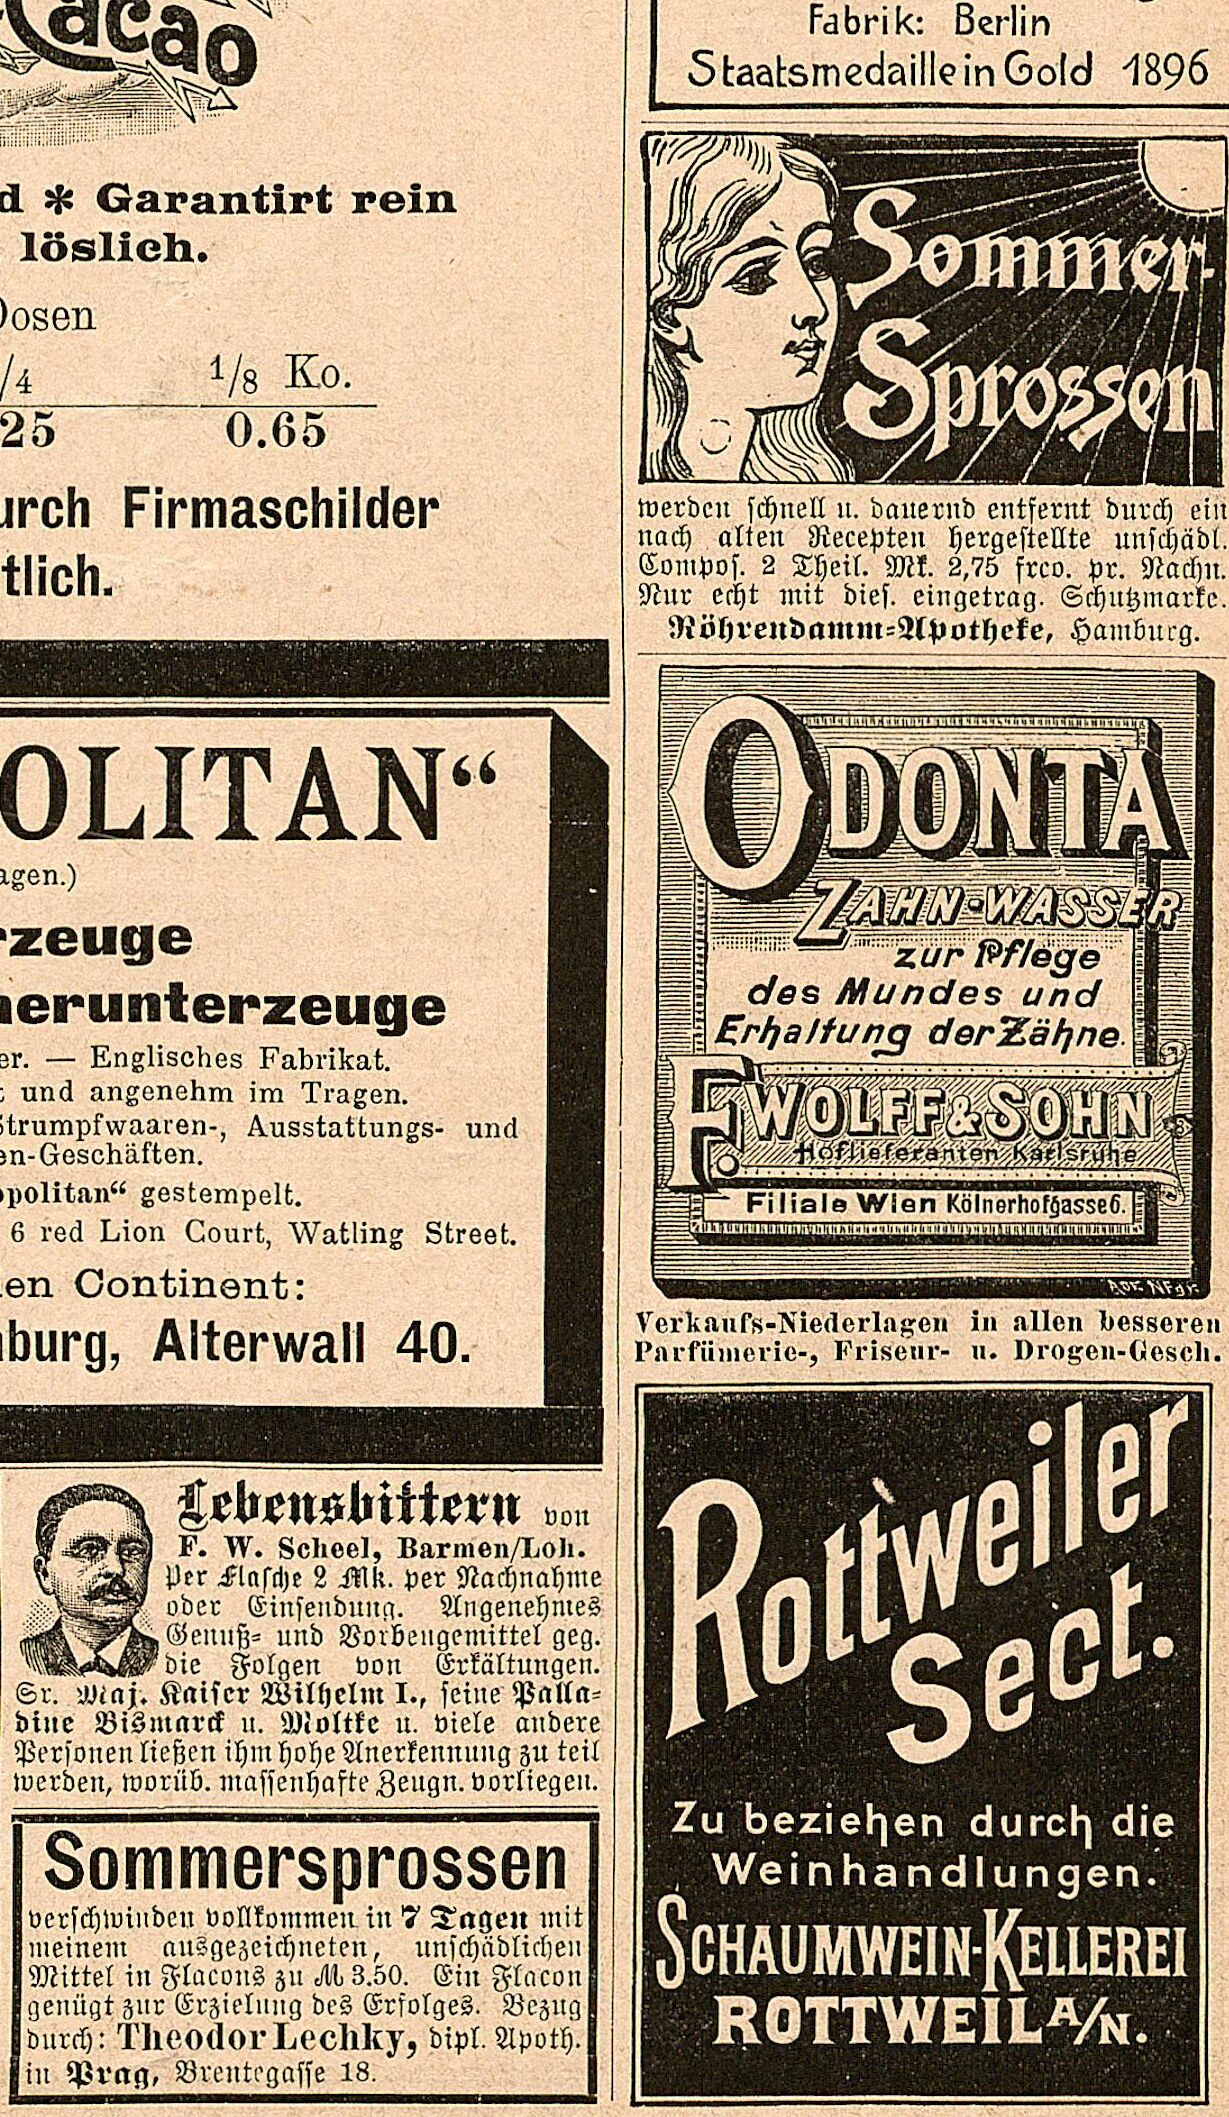 Cacao
d * Garantirt rein
löslich.
Dosen
/4 1/8 Ko.
25 0.65
urch Firmaschilder
tlich.
OLITAN“
agen.)
rzeuge
nerunterzeuge
er. — Englisches Fabrikat.
t und angenehm im Tragen.
Strumpfwaaren-, Ausstattungs- und
en-Geschäften.
opolitan“ gestempelt.
6 red Lion Court, Watling Street.
en Continent:
burg, Alterwall 40.
Lebensbittern von
F. W. Scheel, Barmen/Loh.
Per Flasche 2 Mk. per Nachnahme
oder Einsendung. Angenehmes
Genuß- und Vorbeugemittel geg.
die Folgen von Erkältungen.
Sr. Maj. Kaiser Wilhelm I., seine Palla-
dine Bismarck u. Moltke u. viele andere
Personen ließen ihm hohe Anerkennung zu teil
werden, worüb. massenhafte Zeugn. vorliegen.
Sommersprossen
verschwinden vollkommen in 7 Tagen mit
meinem ausgezeichneten, unschädlichen
Mittel in Flacons zu M 3.50. Ein Flacon
genügt zur Erzielung des Erfolges. Bezug
durch: Theodor Lechky, dipl. Apoth.
in Prag, Brentegasse 18.
Fabrik: Berlin
Staatsmedaille in Gold 1896
Sommer-
Sprossen
werden schnell u. dauernd entfernt durch ein
nach alten Recepten hergestellte unschädl.
Compos. 2 Theil. Mk. 2,75 frco. pr. Nachn.
Nur echt mit dies. eingetrag. Schutzmarke.
Röhrendamm-Apotheke, Hamburg.
ODONTA
ZAHN-WASSER
zur Pflege
des Mundes und
Erhaltung der Zähne.
F. WOLFF & SOHN
Hoflieferanten Karlsruhe
Filiale Wien Kölnerhofgasse 6.
Verkaufs-Niederlagen in allen besseren
Parfümerie-, Friseur- u. Drogen-Gesch.
Rottweiler
Sect.
Zu beziehen durch die
Weinhandlungen.
SCHAUMWEIN-KELLEREI
ROTTWEIL A/N.